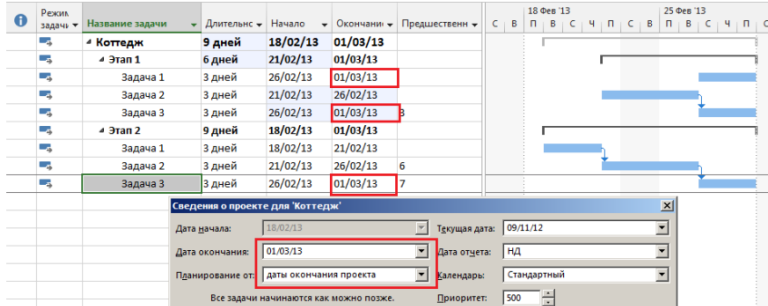 Режим задачи Название задачи Длительнс Начало Окончани Предшественн
18 Фев '13 25 Фев '13
С В П В С Ч П С В П В С Ч П С
Коттедж 9 дней 18/02/13 01/03/13
Этап 1 6 дней 21/02/13 01/03/13
Задача 1 3 дней 26/02/13 01/03/13
Задача 2 3 дней 21/02/13 26/02/13
Задача 3 3 дней 26/02/13 01/03/13 3
Этап 2 9 дней 18/02/13 01/03/13
Задача 1 3 дней 18/02/13 21/02/13
Задача 2 3 дней 21/02/13 26/02/13 6
Задача 3 3 дней 26/02/13 01/03/13 7
Сведения о проекте для 'Коттедж'
Дата начала: 18/02/13 Текущая дата: 09/11/12
Дата окончания: 01/03/13 Дата отчета: НД
Планирование от: даты окончания проекта Календарь: Стандартный
Все задачи начинаются как можно позже. Приоритет: 500